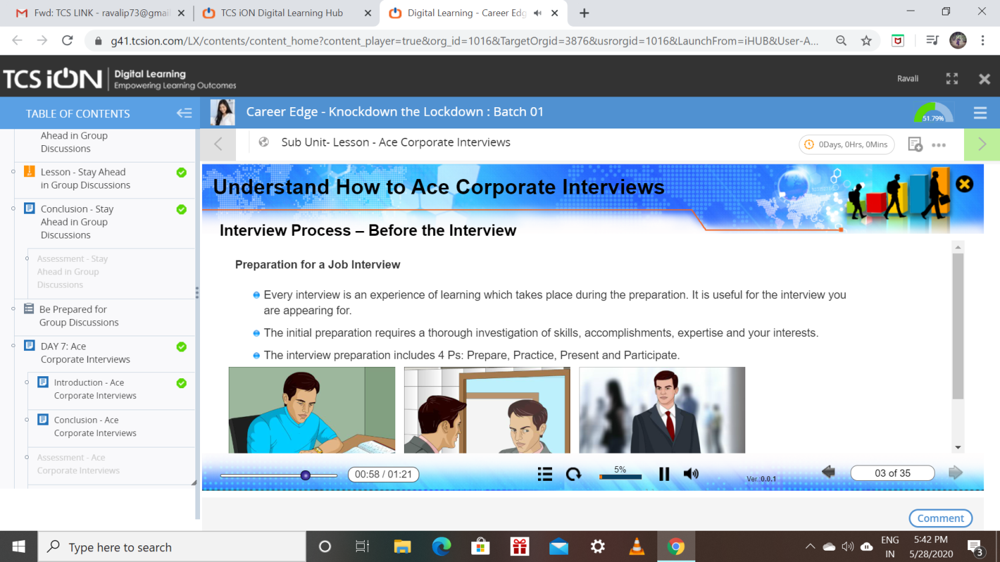 Fwd: TCS LINK - ravalip73@gmai
TCS iON Digital Learning Hub
Digital Learning - Career Edg
g41.tcsion.com/LX/contents/content_home?content_player=true&org_id=1016&TargetOrgid=3876&usrorgid=1016&LaunchFrom=iHUB&User-A...
TCS iON
Digital Learning
Empowering Learning Outcomes
Ravali
TABLE OF CONTENTS
Career Edge - Knockdown the Lockdown : Batch 01
51.79%
Ahead in Group
Discussions
Lesson - Stay Ahead
in Group Discussions
Conclusion - Stay
Ahead in Group
Discussions
Assessment - Stay
Ahead in Group
Discussions
Be Prepared for
Group Discussions
DAY 7: Ace
Corporate Interviews
Introduction - Ace
Corporate Interviews
Conclusion - Ace
Corporate Interviews
Assessment - Ace
Corporate Interviews
Sub Unit- Lesson - Ace Corporate Interviews
0Days, 0Hrs, 0Mins
Understand How to Ace Corporate Interviews
Interview Process – Before the Interview
Preparation for a Job Interview
Every interview is an experience of learning which takes place during the preparation. It is useful for the interview you
are appearing for.
The initial preparation requires a thorough investigation of skills, accomplishments, expertise and your interests.
The interview preparation includes 4 Ps: Prepare, Practice, Present and Participate.
00:58 / 01:21
5%
Ver. 0.0.1
03 of 35
Comment
Type here to search
ENG
IN
5:42 PM
5/28/2020
3